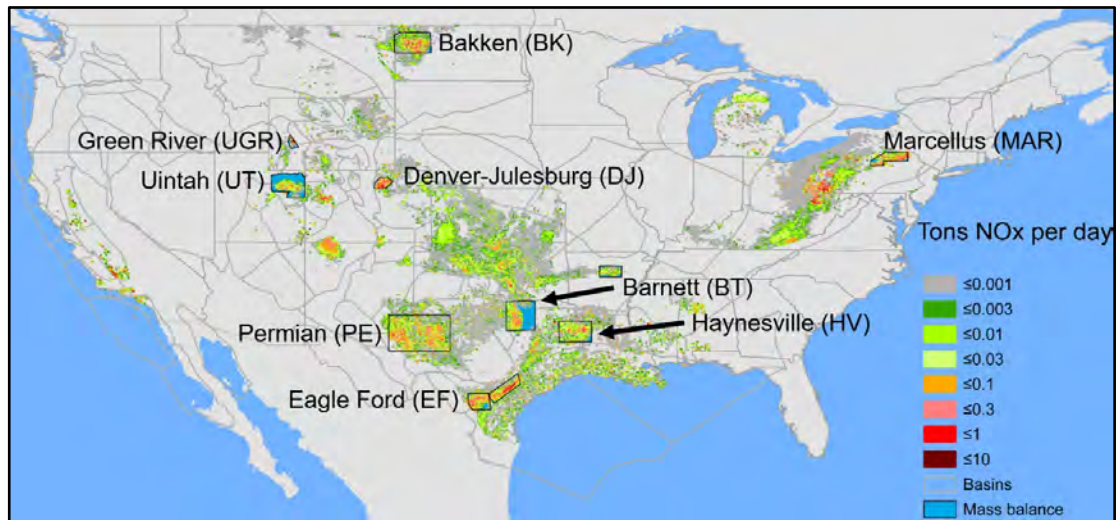 Bakken (BK)
Green River (UGR)
Marcellus (MAR)
Uintah (UT)
Denver-Julesburg (DJ)
Tons NOx per day
≤0.001
Barnett (BT)
≤0.003
Permian (PE)
Haynesville (HV)
≤0.01
≤0.03
≤0.1
Eagle Ford (EF)
≤0.3
≤1
≤10
Basins
Mass balance